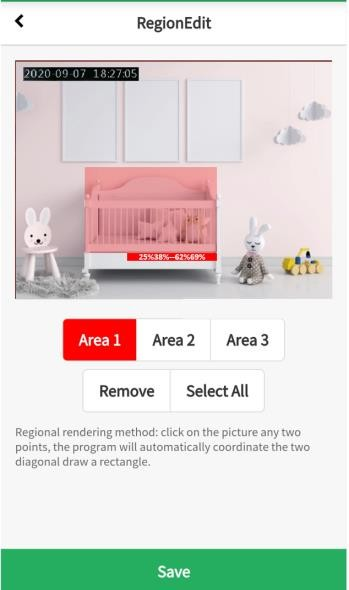 RegionEdit
2020-09-07 18:27:05
25%38%--62%69%
Area 1
Area 2
Area 3
Remove
Select All
Regional rendering method: click on the picture any two
points, the program will automatically coordinate the two
diagonal draw a rectangle.
Save